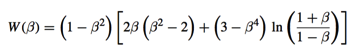 W(β) = (1 − β²) [2β (β² − 2) + (3 − β⁴) ln ((1 + β)/(1 − β))]